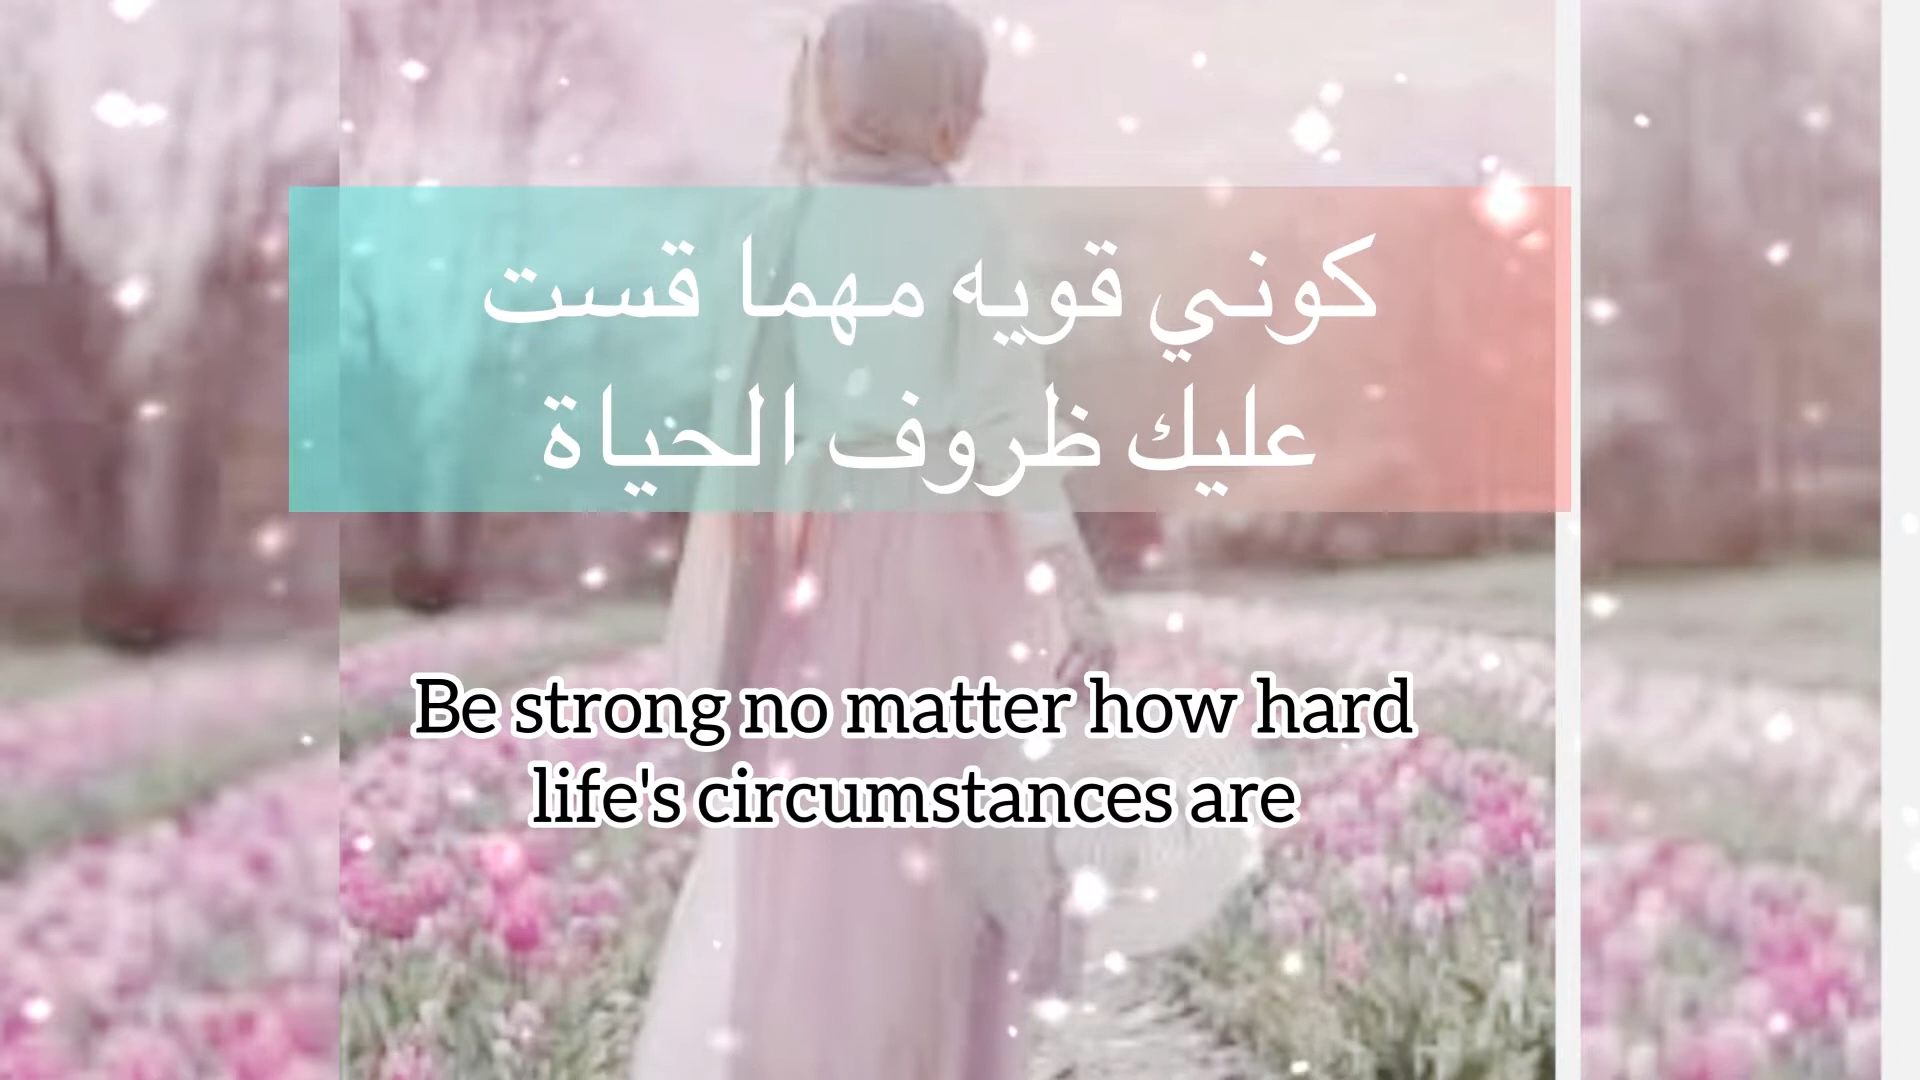 كوني قويه مهما قست
عليك ظروف الحياة
Be strong no matter how hard
life's circumstances are